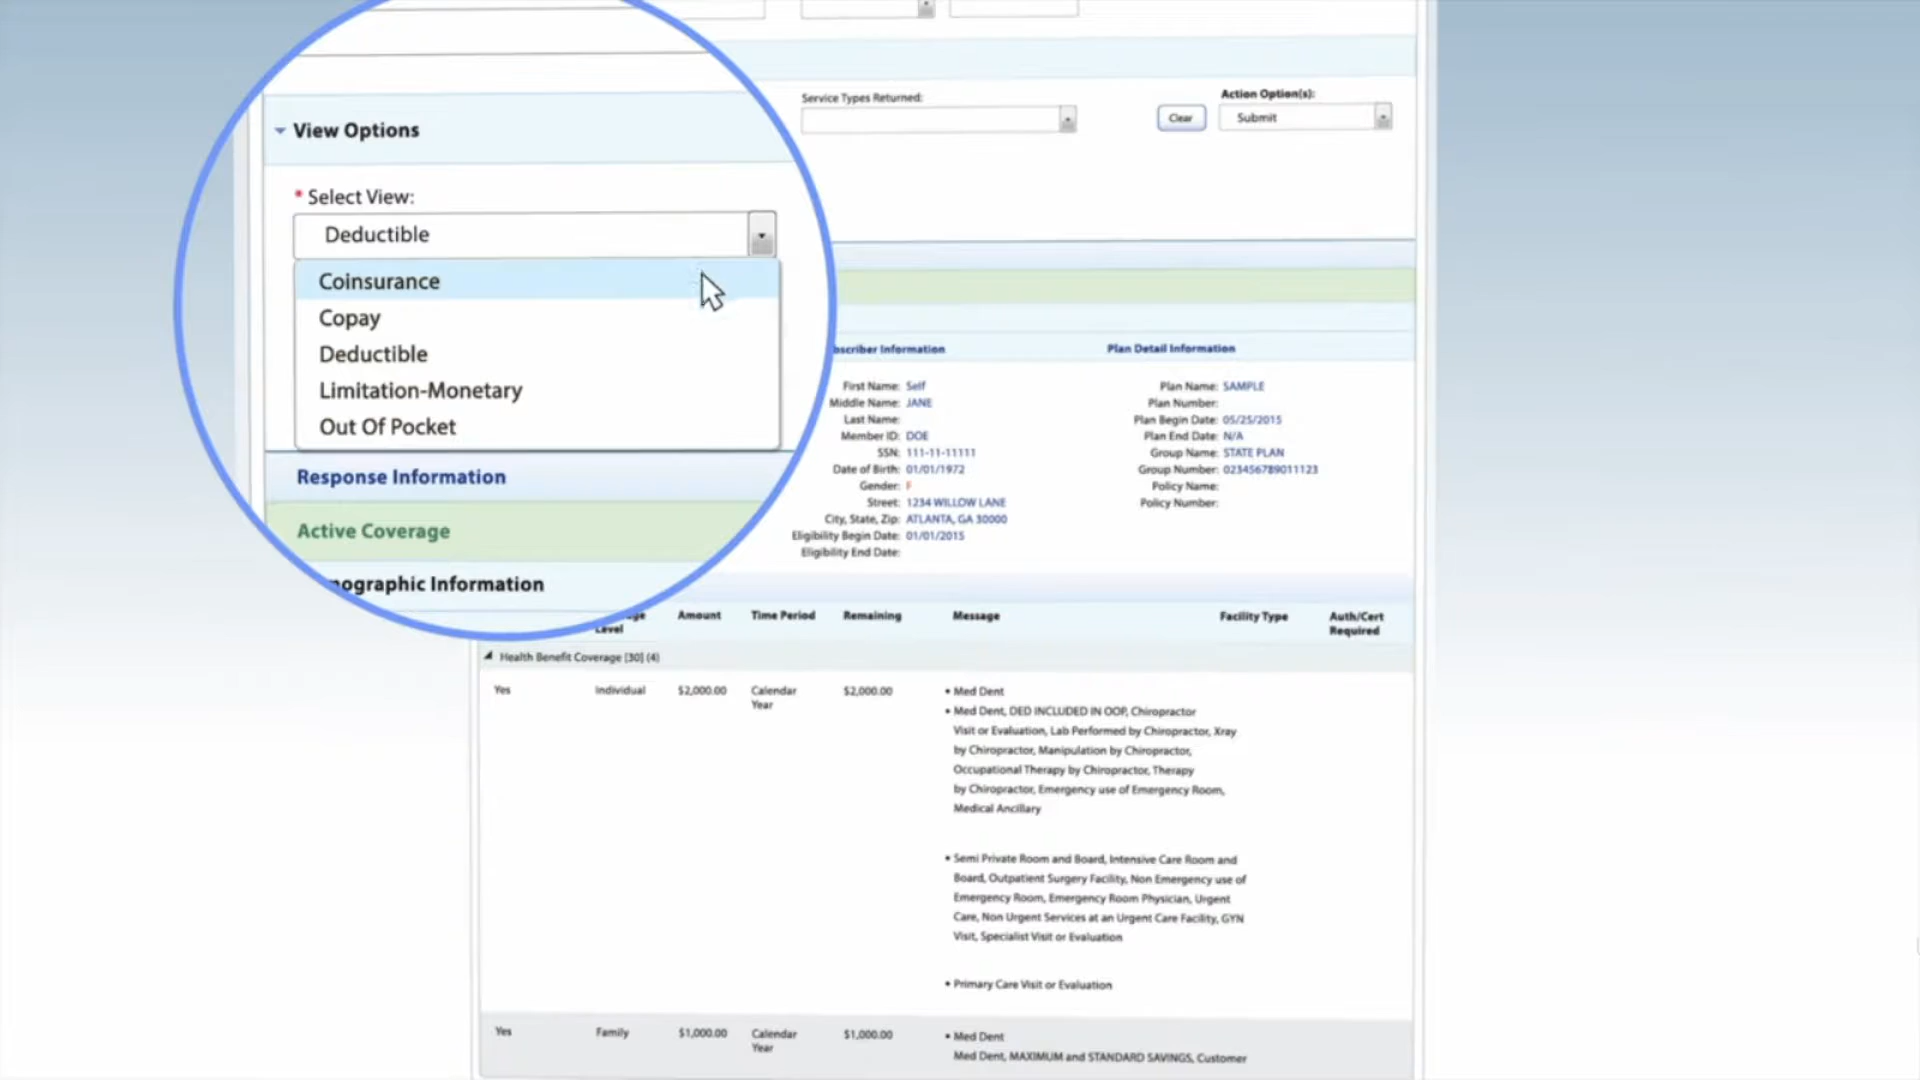 Service Types Returned:
Clear
Action Option(s):
Submit
View Options
* Select View:
Deductible
Coinsurance
Copay
Deductible
Limitation-Monetary
Out Of Pocket
Response Information
Active Coverage
Information
Information
Plan Detail Information
First Name: Self
Middle Name: JANE
Last Name:
Member ID: DOE
SSN: 111-11-11111
Date of Birth: 01/01/1972
Gender: F
Street: 1234 WILLOW LANE
City, State, Zip: ATLANTA, GA 30000
Eligibility Begin Date: 01/01/2015
Eligibility End Date:
Plan Name: SAMPLE
Plan Number:
Plan Begin Date: 05/25/2015
Plan End Date: N/A
Group Name: STATE PLAN
Group Number: 023456789011123
Policy Name:
Policy Number:
Level Amount Time Period Remaining Message Facility Type Auth/Cert
Required
Health Benefit Coverage [30] (4)
Yes Individual $2,000.00 Calendar Year $2,000.00
• Med Dent
• Med Dent, DED INCLUDED IN OOP, Chiropractor
Visit or Evaluation, Lab Performed by Chiropractor, Xray
by Chiropractor, Manipulation by Chiropractor,
Occupational Therapy by Chiropractor, Therapy
by Chiropractor, Emergency use of Emergency Room,
Medical Ancillary
• Semi Private Room and Board, Intensive Care Room and
Board, Outpatient Surgery Facility, Non Emergency use of
Emergency Room, Emergency Room Physician, Urgent
Care, Non Urgent Services at an Urgent Care Facility, GYN
Visit, Specialist Visit or Evaluation
• Primary Care Visit or Evaluation
Yes Family $1,000.00 Calendar Year $1,000.00
• Med Dent
Med Dent, MAXIMUM and STANDARD SAVINGS, Customer